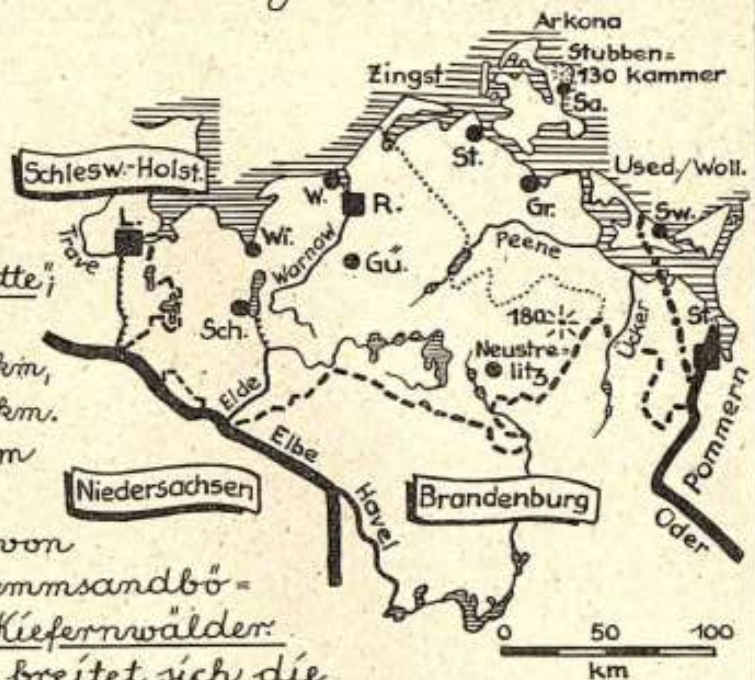 Arkona
Stubben=
130 kammer
Zingst
Sa.
Schlesw.-Holst.
St.
Used./Woll.
W.
R.
Gr.
Sw.
L.
Wi.
Trave
Warnow
Gü.
Peene
180
Ücker
St.
Sch.
Neustre=
litz
Elde
Pommern
Elbe
Niedersachsen
Havel
Brandenburg
Oder
km,
km.
von
Kiefernwälder.
breitet sich die
0 50 100
km